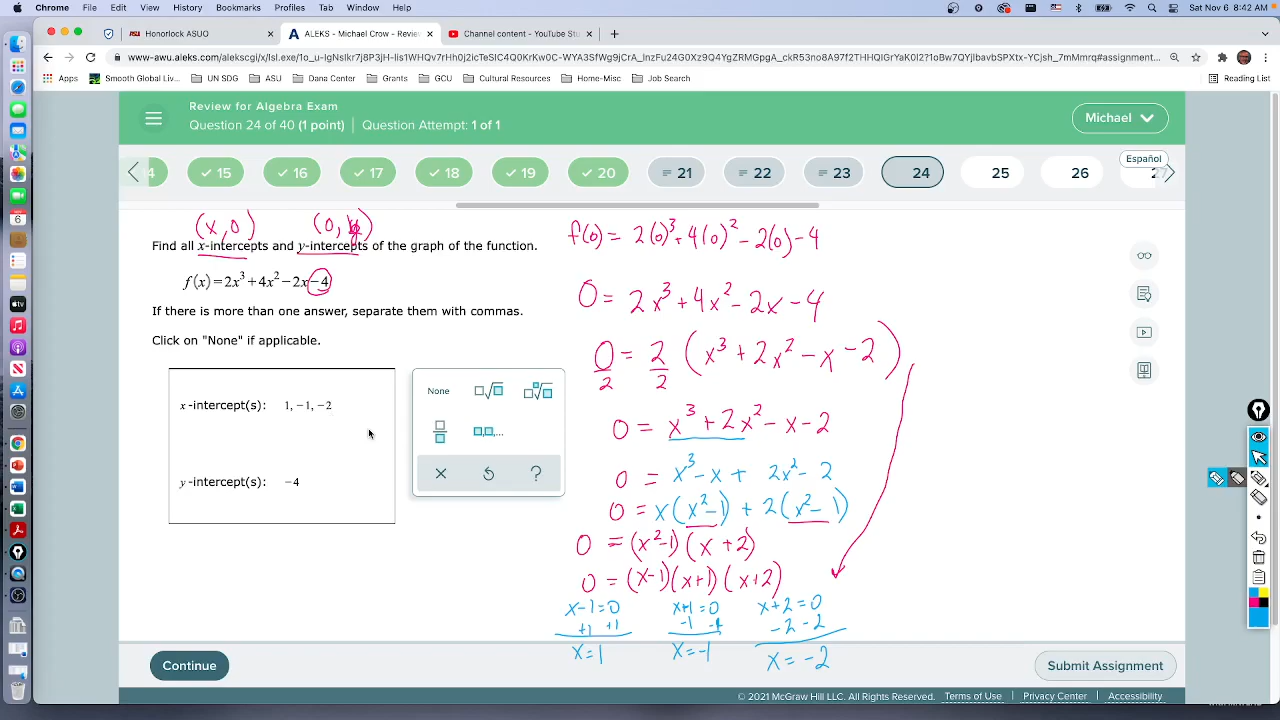 Chrome File Edit View History Bookmarks Profiles Tab Window Help Sat Nov 6 8:42 AM
Honorlock ASUO × ALEKS - Michael Crow - Revie × Channel content - YouTube Stu × +
Apps Smooth Global Liv... UN SDG ASU Dana Center Grants GCU Cultural Resources Home-Misc Job Search Reading List
Review for Algebra Exam
Question 24 of 40 (1 point) | Question Attempt: 1 of 1
Michael
Español
4 ✓ 15 ✓ 16 ✓ 17 ✓ 18 ✓ 19 ✓ 20 = 21 = 22 = 23 24 25 26 27
(x,0) (0,y)
Find all x-intercepts and y-intercepts of the graph of the function.
f(x)=2x³+4x²−2x−4
If there is more than one answer, separate them with commas.
Click on "None" if applicable.
x-intercept(s): 1, −1, −2
y-intercept(s): −4
None
□√□ □∛□
□/□ □,□,...
× ↺ ?
f(0) = 2(0)³ + 4(0)² − 2(0) − 4
0 = 2x³ + 4x² − 2x − 4
0/2 = 2/2 (x³ + 2x² − x − 2)
0 = x³ + 2x² − x − 2
0 = x³ − x + 2x² − 2
0 = x(x²−1) + 2(x²−1)
0 = (x²−1)(x+2)
0 = (x−1)(x+1)(x+2)
x−1=0 x+1=0 x+2=0
+1 +1 −1 −1 −2 −2
x=1 x=−1 x=−2
Continue
Submit Assignment
© 2021 McGraw Hill LLC. All Rights Reserved. Terms of Use | Privacy Center | Accessibility